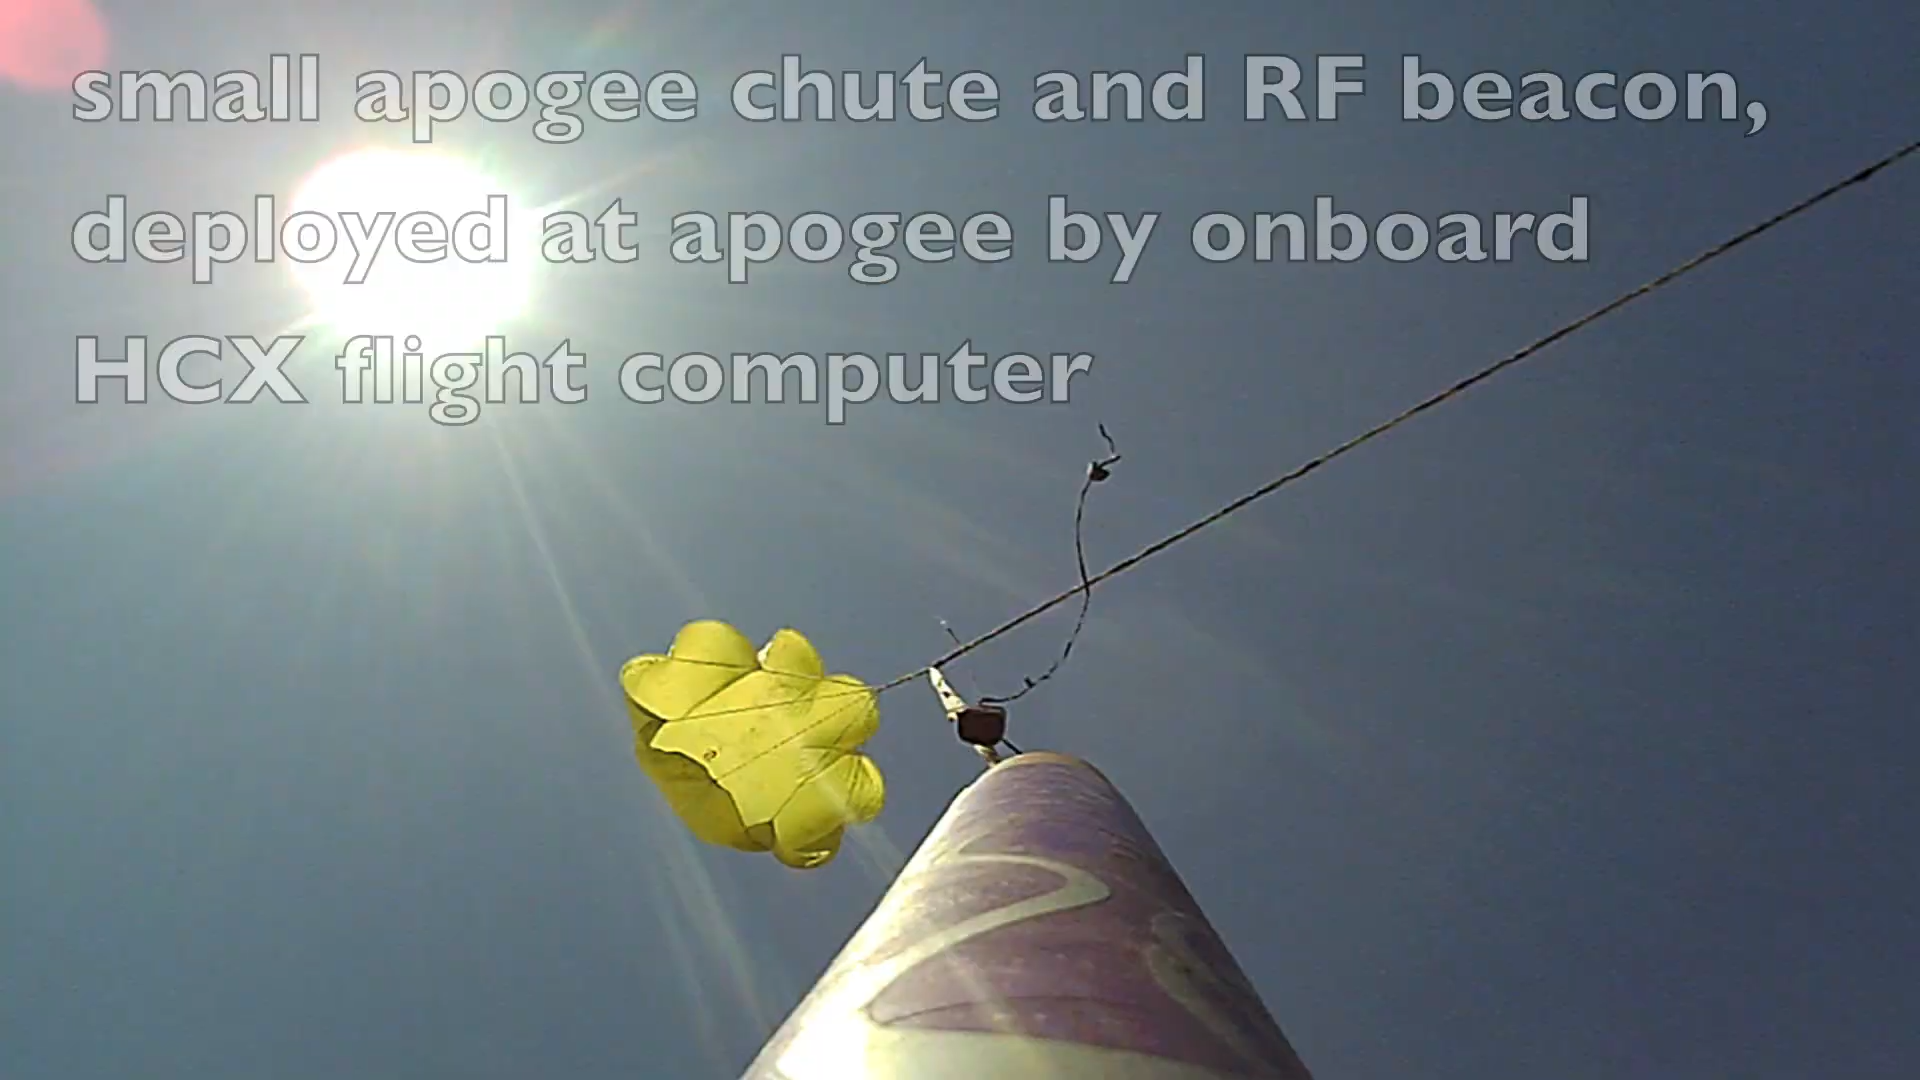 small apogee chute and RF beacon,
deployed at apogee by onboard
HCX flight computer